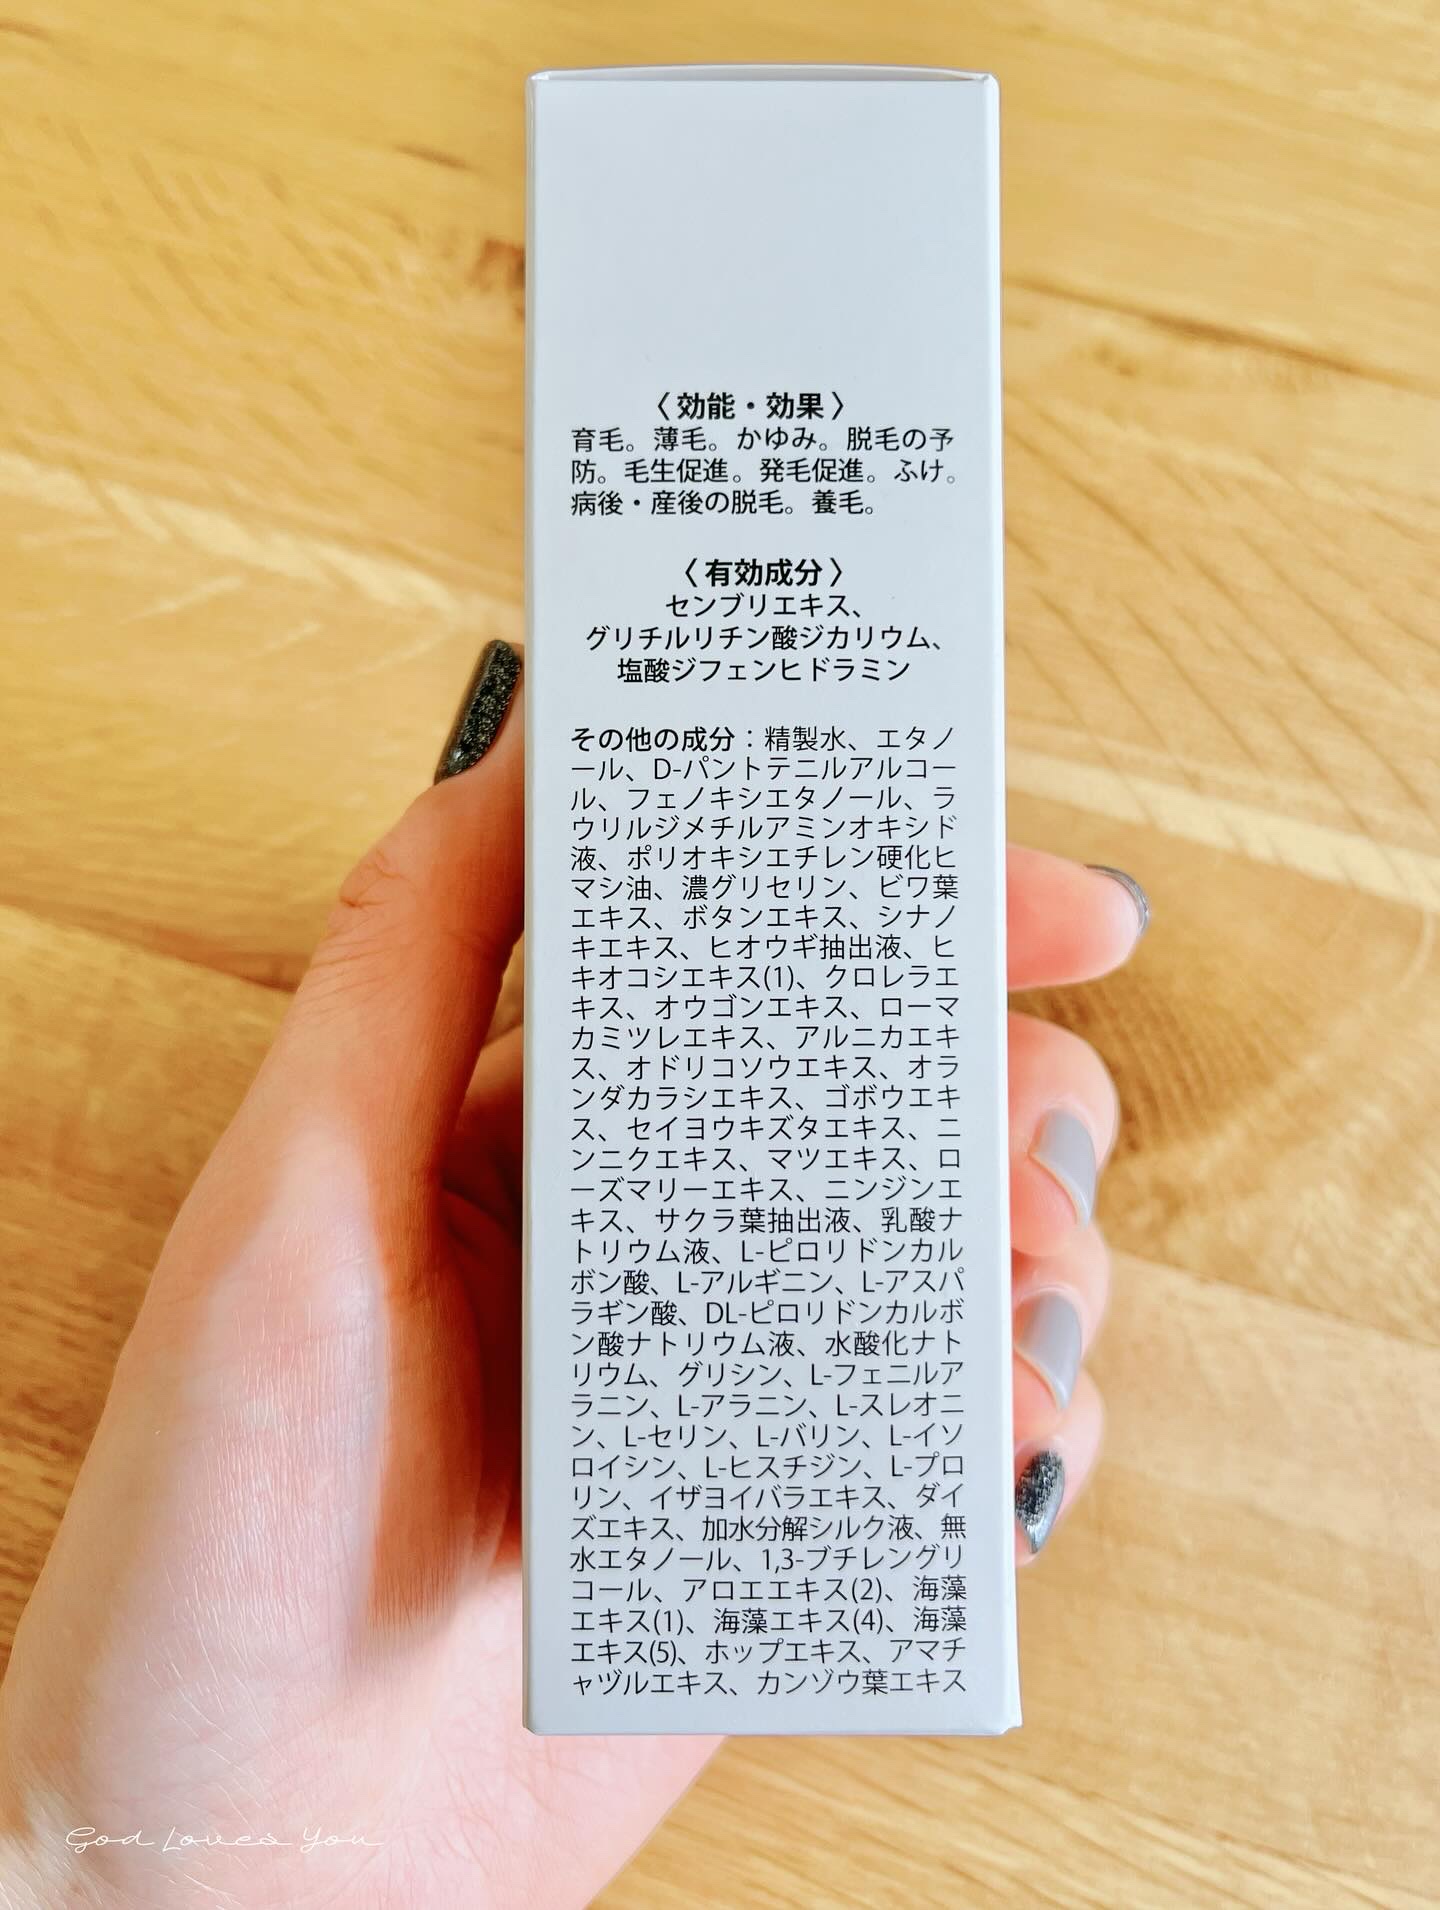 〈効能・効果〉
育毛。薄毛。かゆみ。脱毛の予
防。毛生促進。発毛促進。ふけ。
病後・産後の脱毛。養毛。
〈有効成分〉
センブリエキス、
グリチルリチン酸ジカリウム、
塩酸ジフェンヒドラミン
その他の成分：精製水、エタノ
ール、D-パントテニルアルコー
ル、フェノキシエタノール、ラ
ウリルジメチルアミンオキシド
液、ポリオキシエチレン硬化ヒ
マシ油、濃グリセリン、ビワ葉
エキス、ボタンエキス、シナノ
キエキス、ヒオウギ抽出液、ヒ
キオコシエキス(1)、クロレラエ
キス、オウゴンエキス、ローマ
カミツレエキス、アルニカエキ
ス、オドリコソウエキス、オラ
ンダカラシエキス、ゴボウエキ
ス、セイヨウキズタエキス、ニ
ンニクエキス、マツエキス、ロ
ーズマリーエキス、ニンジンエ
キス、サクラ葉抽出液、乳酸ナ
トリウム液、L-ピロリドンカル
ボン酸、L-アルギニン、L-アスパ
ラギン酸、DL-ピロリドンカルボ
ン酸ナトリウム液、水酸化ナト
リウム、グリシン、L-フェニルア
ラニン、L-アラニン、L-スレオニ
ン、L-セリン、L-バリン、L-イソ
ロイシン、L-ヒスチジン、L-プロ
リン、イザヨイバラエキス、ダイ
ズエキス、加水分解シルク液、無
水エタノール、1,3-ブチレングリ
コール、アロエエキス(2)、海藻
エキス(1)、海藻エキス(4)、海藻
エキス(5)、ホップエキス、アマチ
ャヅルエキス、カンゾウ葉エキス
God Loves You